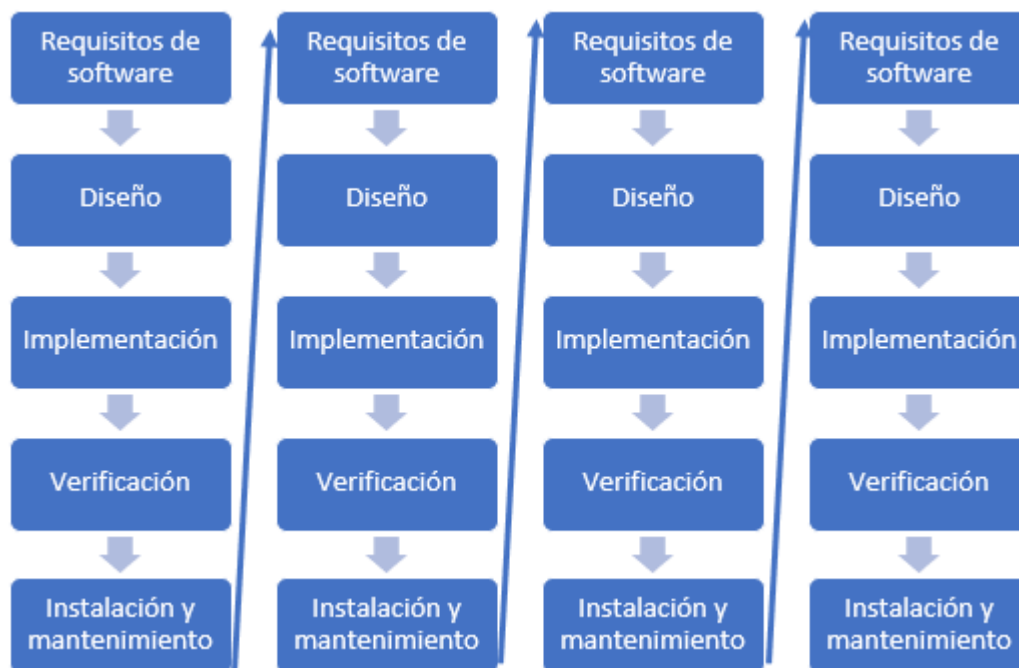 Requisitos de
software
Diseño
Implementación
Verificación
Instalación y
mantenimiento
Requisitos de
software
Diseño
Implementación
Verificación
Instalación y
mantenimiento
Requisitos de
software
Diseño
Implementación
Verificación
Instalación y
mantenimiento
Requisitos de
software
Diseño
Implementación
Verificación
Instalación y
mantenimiento